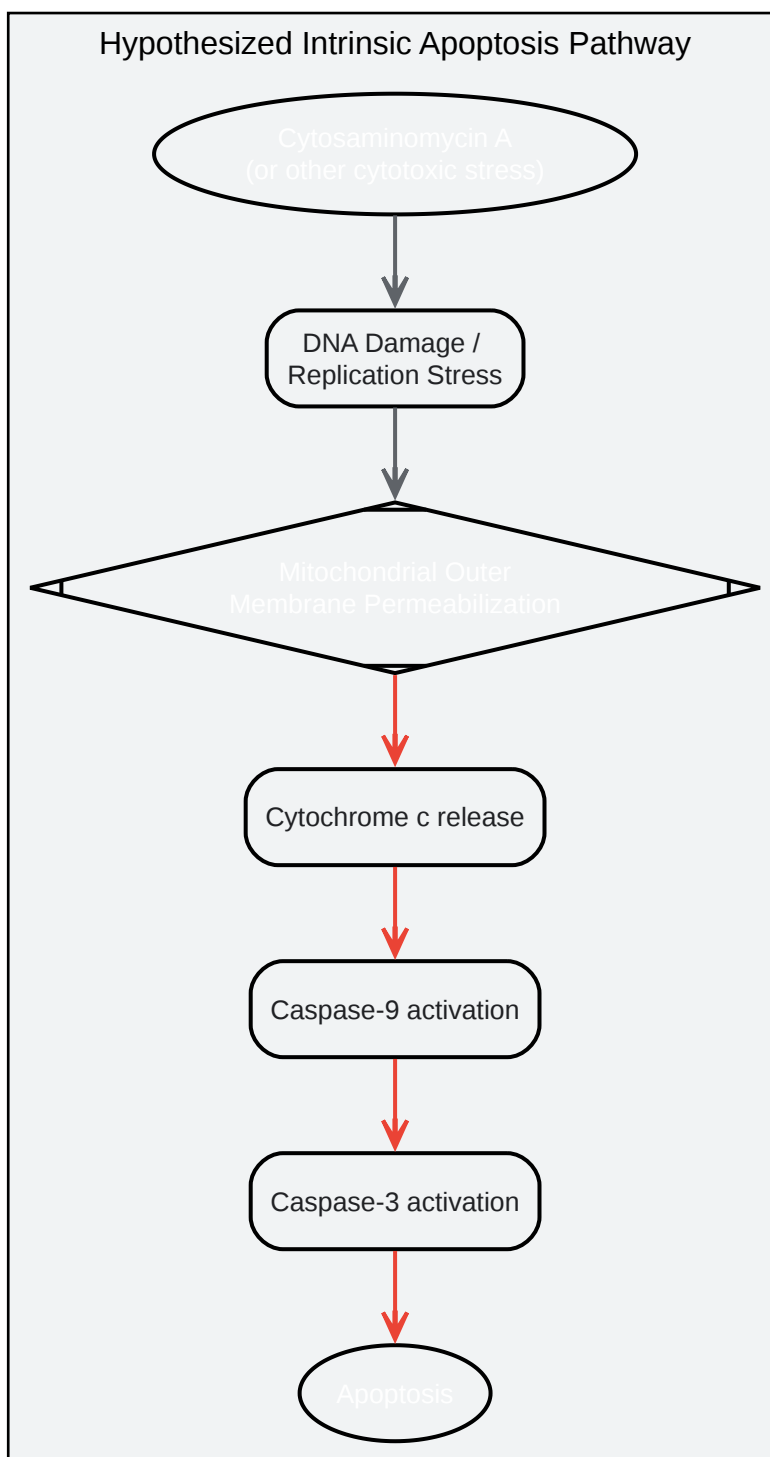 Hypothesized Intrinsic Apoptosis Pathway
Cytosaminomycin A
(or other cytotoxic stress)
DNA Damage /
Replication Stress
Mitochondrial Outer
Membrane Permeabilization
Cytochrome c release
Caspase-9 activation
Caspase-3 activation
Apoptosis